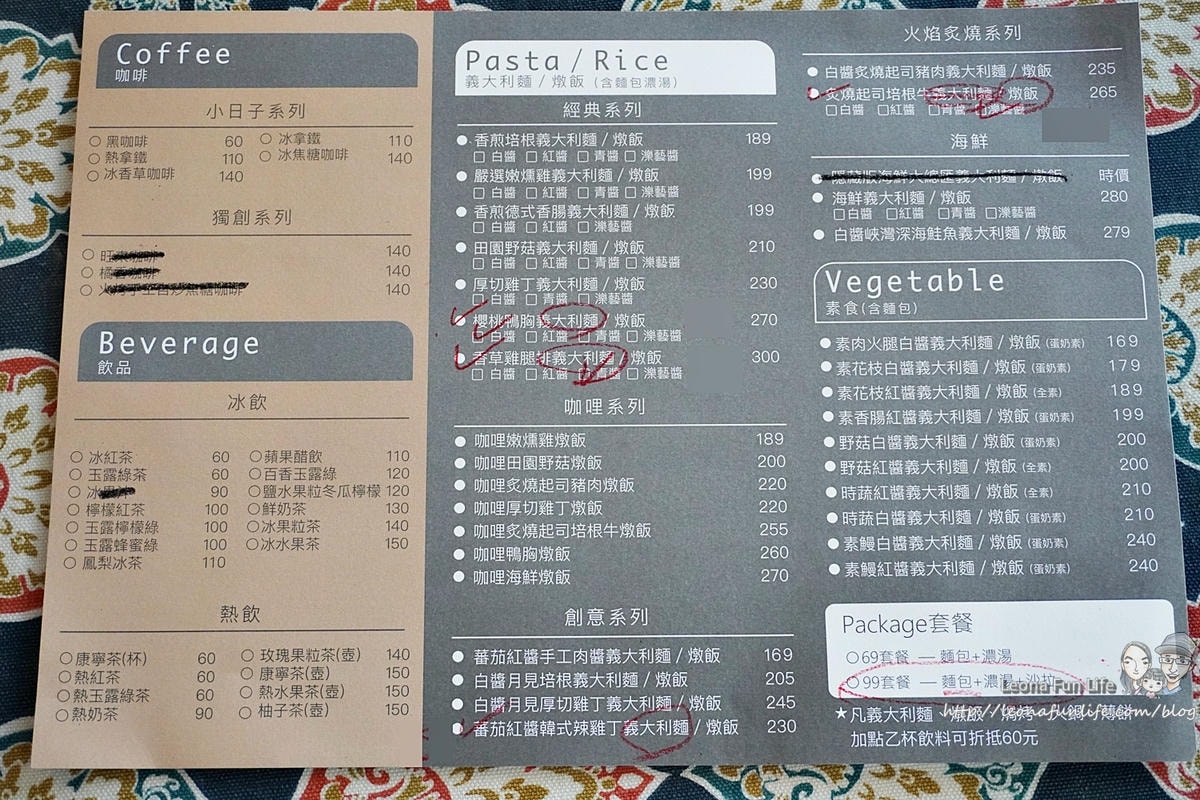 Coffee
咖啡
小日子系列
黑咖啡 60
熱拿鐵 110
冰香草咖啡 140
冰拿鐵 110
冰焦糖咖啡 140
獨創系列
旺 140
橘 140
140
Beverage
飲品
冰飲
冰紅茶 60
玉露綠茶 60
冰 90
檸檬紅茶 100
玉露檸檬綠 100
玉露蜂蜜綠 100
鳳梨冰茶 110
蘋果醋飲 110
百香玉露綠 120
鹽水果粒冬瓜檸檬 120
鮮奶茶 130
冰果粒茶 140
冰水果茶 150
熱飲
康寧茶(杯) 60
熱紅茶 60
熱玉露綠茶 60
熱奶茶 90
玫瑰果粒茶(壺) 140
康寧茶(壺) 150
熱水果茶(壺) 150
柚子茶(壺) 150
Pasta / Rice
義大利麵 / 燉飯 (含麵包濃湯)
經典系列
香煎培根義大利麵 / 燉飯 189
白醬 紅醬 青醬 濼藝醬
嚴選嫩燻雞義大利麵 / 燉飯 199
白醬 紅醬 青醬 濼藝醬
香煎德式香腸義大利麵 / 燉飯 199
白醬 紅醬 濼藝醬
田園野菇義大利麵 / 燉飯 210
白醬 紅醬 青醬 濼藝醬
厚切雞丁義大利麵 / 燉飯 230
白醬 青醬 濼藝醬
櫻桃鴨胸義大利麵 / 燉飯 270
白醬 紅醬 青醬 濼藝醬
香草雞腿排義大利麵 / 燉飯 300
白醬 紅醬 青醬 濼藝醬
咖哩系列
咖哩嫩燻雞燉飯 189
咖哩田園野菇燉飯 200
咖哩炙燒起司豬肉燉飯 220
咖哩厚切雞丁燉飯 220
咖哩炙燒起司培根牛燉飯 255
咖哩鴨胸燉飯 260
咖哩海鮮燉飯 270
創意系列
蕃茄紅醬手工肉醬義大利麵 / 燉飯 169
白醬月見培根義大利麵 / 燉飯 205
白醬月見厚切雞丁義大利麵 / 燉飯 245
蕃茄紅醬韓式辣雞丁義大利麵 / 燉飯 230
火焰炙燒系列
白醬炙燒起司豬肉義大利麵 / 燉飯 235
炙燒起司培根牛義大利麵 / 燉飯 265
白醬 紅醬 青醬 濼藝醬
海鮮
隱藏版海鮮大總匯義大利麵 / 燉飯 時價
海鮮義大利麵 / 燉飯 280
白醬 紅醬 青醬 濼藝醬
白醬峽灣深海鮭魚義大利麵 / 燉飯 279
Vegetable
素食(含麵包)
素肉火腿白醬義大利麵 / 燉飯 (蛋奶素) 169
素花枝白醬義大利麵 / 燉飯 (蛋奶素) 179
素花枝紅醬義大利麵 / 燉飯 (全素) 189
素香腸紅醬義大利麵 / 燉飯 (蛋奶素) 199
野菇白醬義大利麵 / 燉飯 (蛋奶素) 200
野菇紅醬義大利麵 / 燉飯 (全素) 200
時蔬紅醬義大利麵 / 燉飯 (全素) 210
時蔬白醬義大利麵 / 燉飯 (蛋奶素) 210
素鰻白醬義大利麵 / 燉飯 (蛋奶素) 240
素鰻紅醬義大利麵 / 燉飯 (蛋奶素) 240
Package套餐
69套餐 — 麵包+濃湯
99套餐 — 麵包+濃湯+沙拉
Leona Fun Life
http://leonafunlife.com/blog
★凡義大利麵、燉飯、焗烤、鍋、
加點乙杯飲料可折抵60元